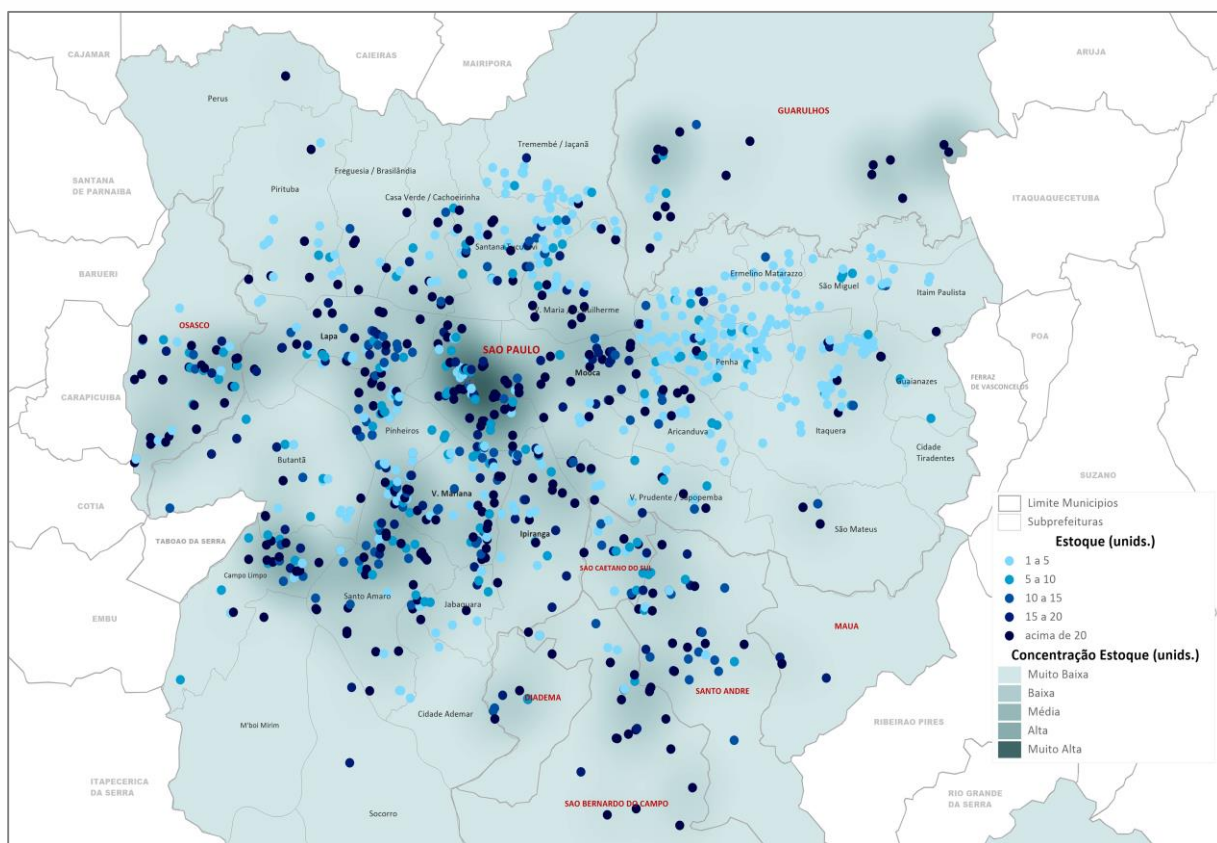 CAJAMAR
CAIEIRAS
MAIRIPORA
ARUJA
Perus
GUARULHOS
Tremembé / Jaçanã
Freguesia / Brasilândia
SANTANA
DE PARNAIBA
Pirituba
Casa Verde / Cachoeirinha
ITAQUAQUECETUBA
BARUERI
Ermelino Matarazzo
São Miguel
Itaim Paulista
OSASCO
Lapa
SAO PAULO
POA
Mooca
Penha
Guaianazes
FERRAZ
DE VASCONCELOS
CARAPICUIBA
Pinheiros
Aricanduva
Itaquera
Butantã
Cidade
Tiradentes
SUZANO
V. Mariana
COTIA
Ipiranga
São Mateus
TABOAO DA SERRA
SAO CAETANO DO SUL
Campo Limpo
Santo Amaro
Jabaquara
EMBU
MAUA
DIADEMA
SANTO ANDRE
Cidade Ademar
M'boi Mirim
RIBEIRAO PIRES
ITAPECERICA
DA SERRA
SAO BERNARDO DO CAMPO
Socorro
RIO GRANDE
DA SERRA
Limite Municipios
Subprefeituras
Estoque (unids.)
1 a 5
5 a 10
10 a 15
15 a 20
acima de 20
Concentração Estoque (unids.)
Muito Baixa
Baixa
Média
Alta
Muito Alta